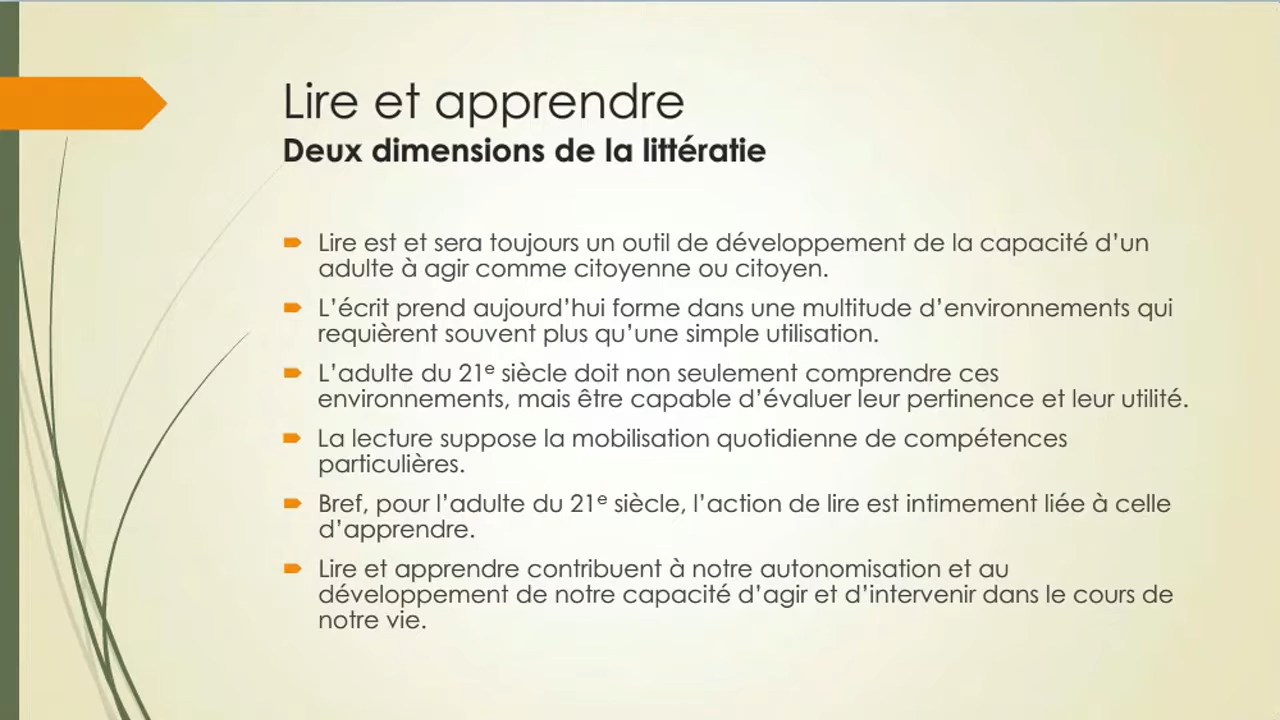 Lire et apprendre
Deux dimensions de la littératie
Lire est et sera toujours un outil de développement de la capacité d’un
adulte à agir comme citoyenne ou citoyen.
L’écrit prend aujourd’hui forme dans une multitude d’environnements qui
requièrent souvent plus qu’une simple utilisation.
L’adulte du 21e siècle doit non seulement comprendre ces
environnements, mais être capable d’évaluer leur pertinence et leur utilité.
La lecture suppose la mobilisation quotidienne de compétences
particulières.
Bref, pour l’adulte du 21e siècle, l’action de lire est intimement liée à celle
d’apprendre.
Lire et apprendre contribuent à notre autonomisation et au
développement de notre capacité d’agir et d’intervenir dans le cours de
notre vie.